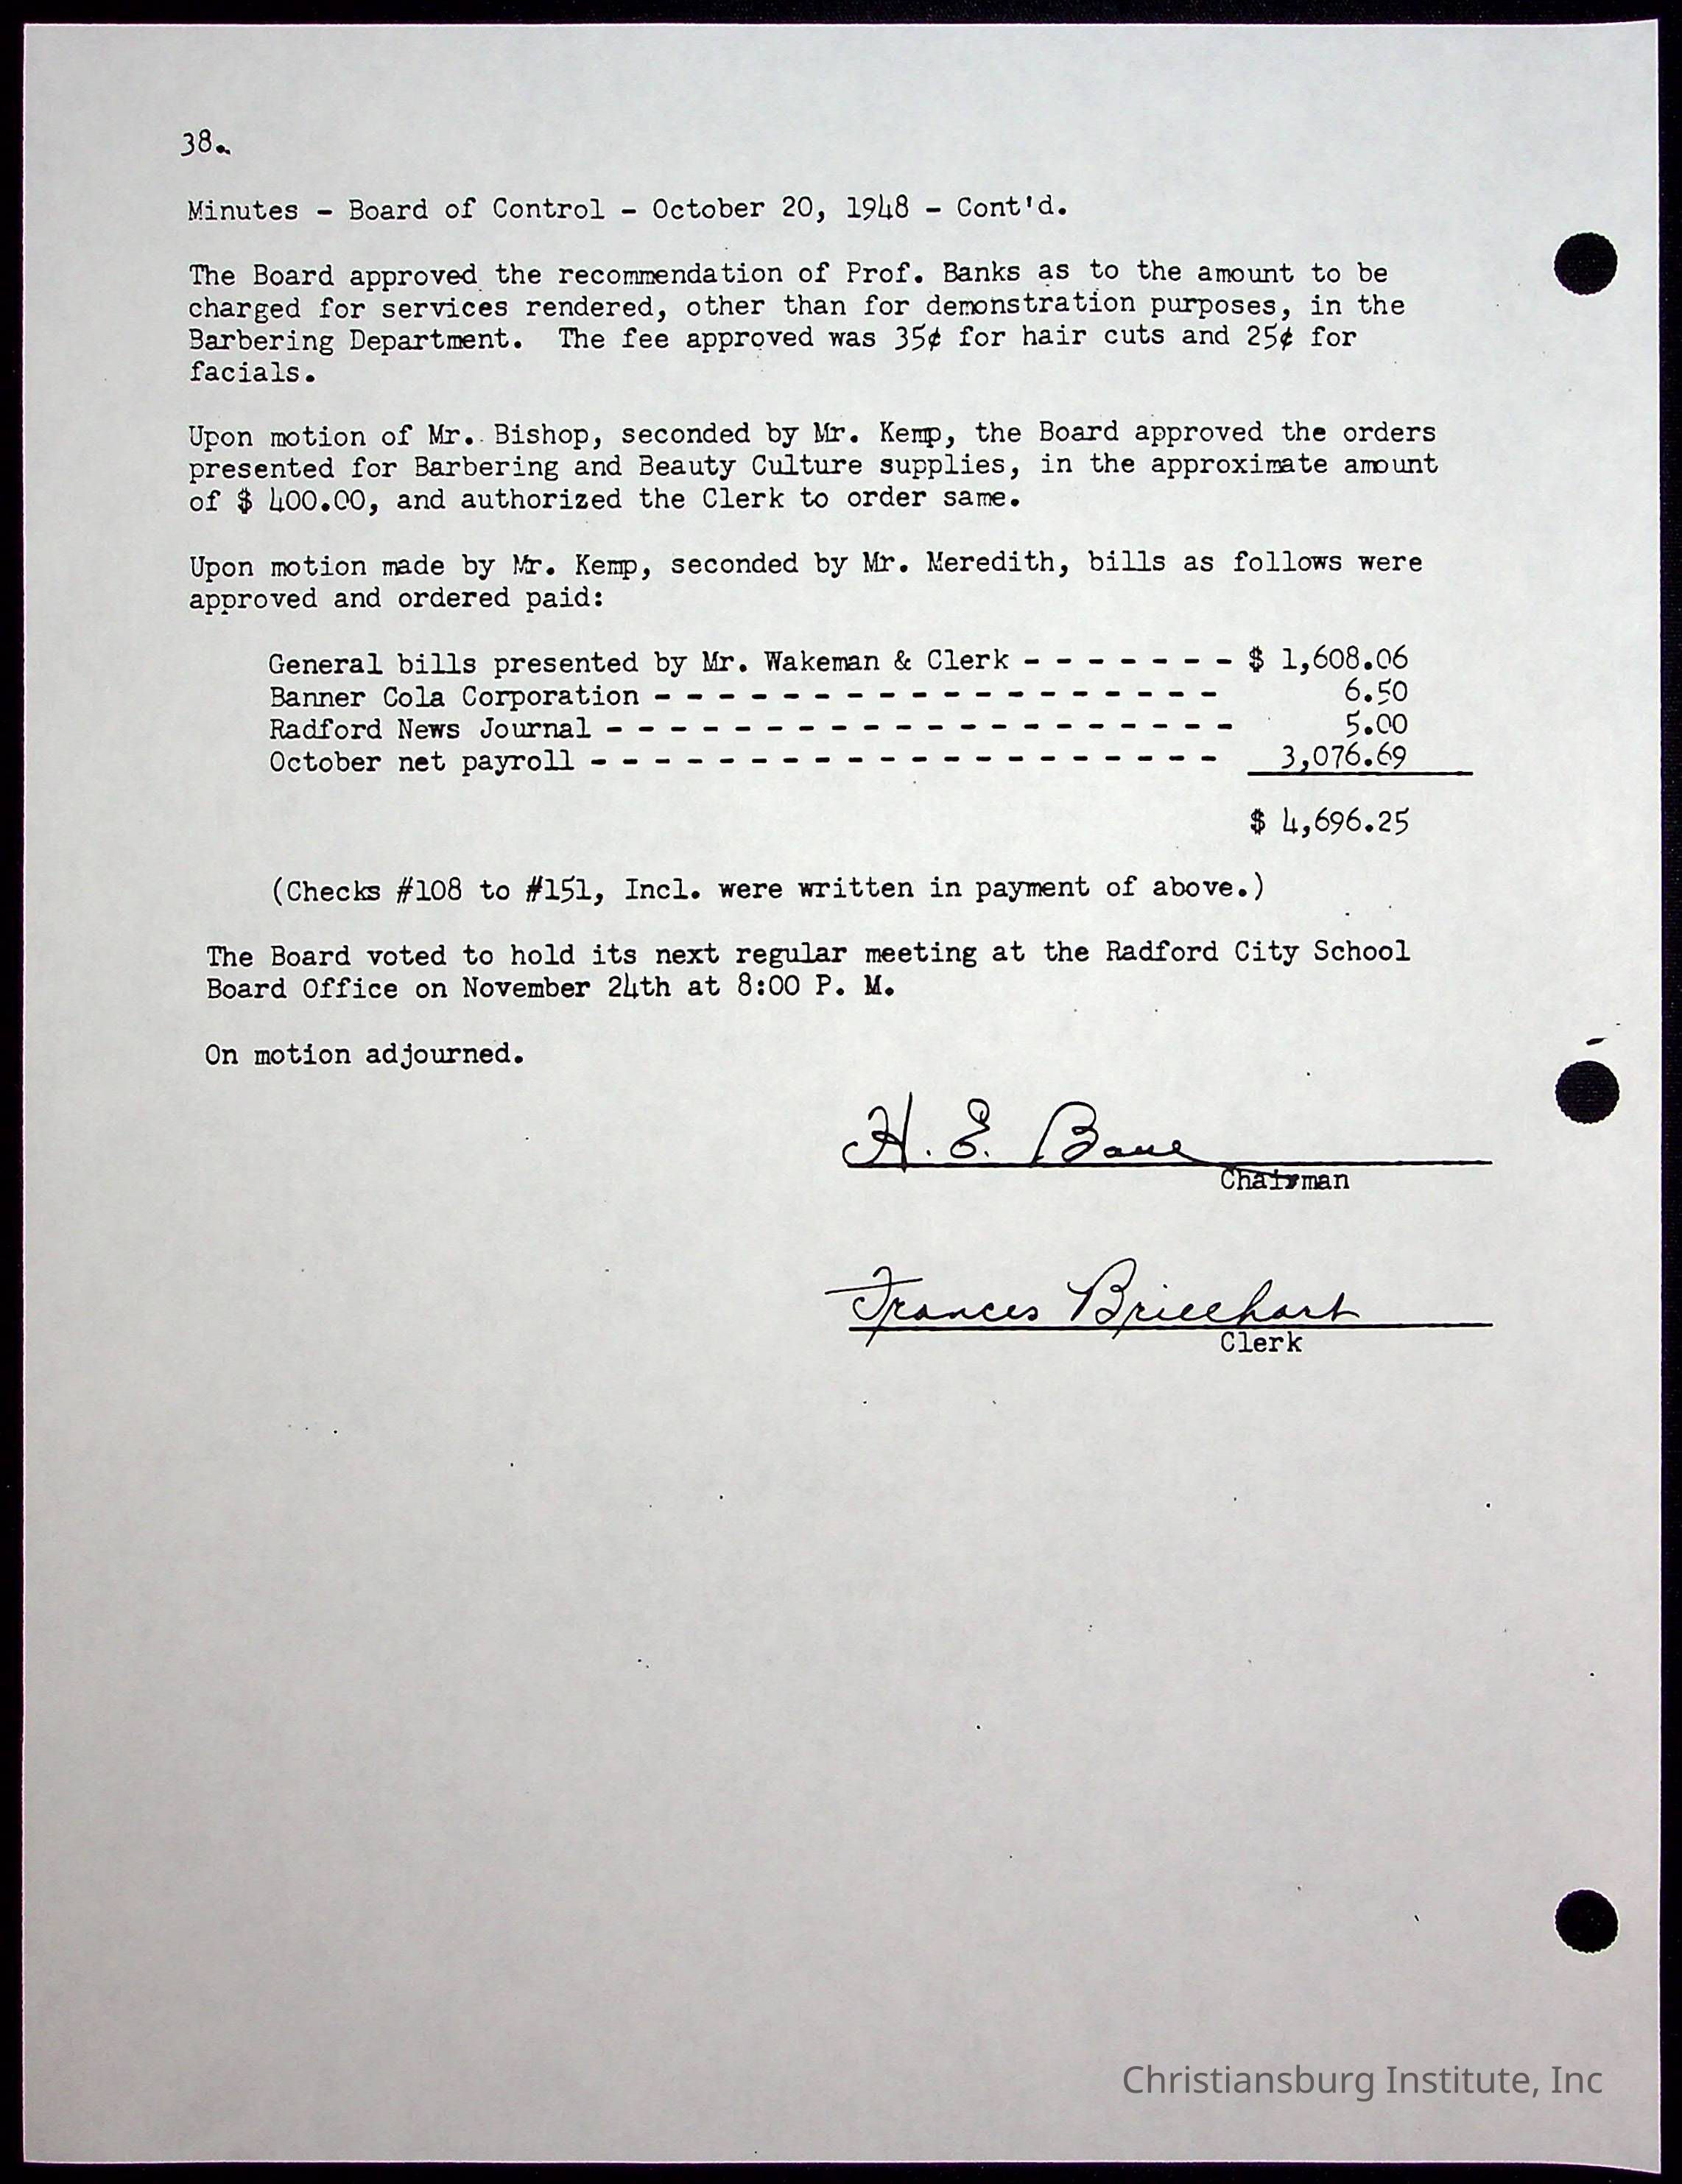 38.
Minutes - Board of Control - October 20, 1948 - Cont'd.
The Board approved the recommendation of Prof. Banks as to the amount to be
charged for services rendered, other than for demonstration purposes, in the
Barbering Department.  The fee approved was 35¢ for hair cuts and 25¢ for
facials.
Upon motion of Mr. Bishop, seconded by Mr. Kemp, the Board approved the orders
presented for Barbering and Beauty Culture supplies, in the approximate amount
of $ 400.00, and authorized the Clerk to order same.
Upon motion made by Mr. Kemp, seconded by Mr. Meredith, bills as follows were
approved and ordered paid:
General bills presented by Mr. Wakeman & Clerk - - - - - - - $ 1,608.06
Banner Cola Corporation - - - - - - - - - - - - - - - - - - 6.50
Radford News Journal - - - - - - - - - - - - - - - - - - - - 5.00
October net payroll - - - - - - - - - - - - - - - - - - - - 3,076.69
$ 4,696.25
(Checks #108 to #151, Incl. were written in payment of above.)
The Board voted to hold its next regular meeting at the Radford City School
Board Office on November 24th at 8:00 P. M.
On motion adjourned.
H. E. Bane
Chairman
Frances Briechart
Clerk
Christiansburg Institute, Inc